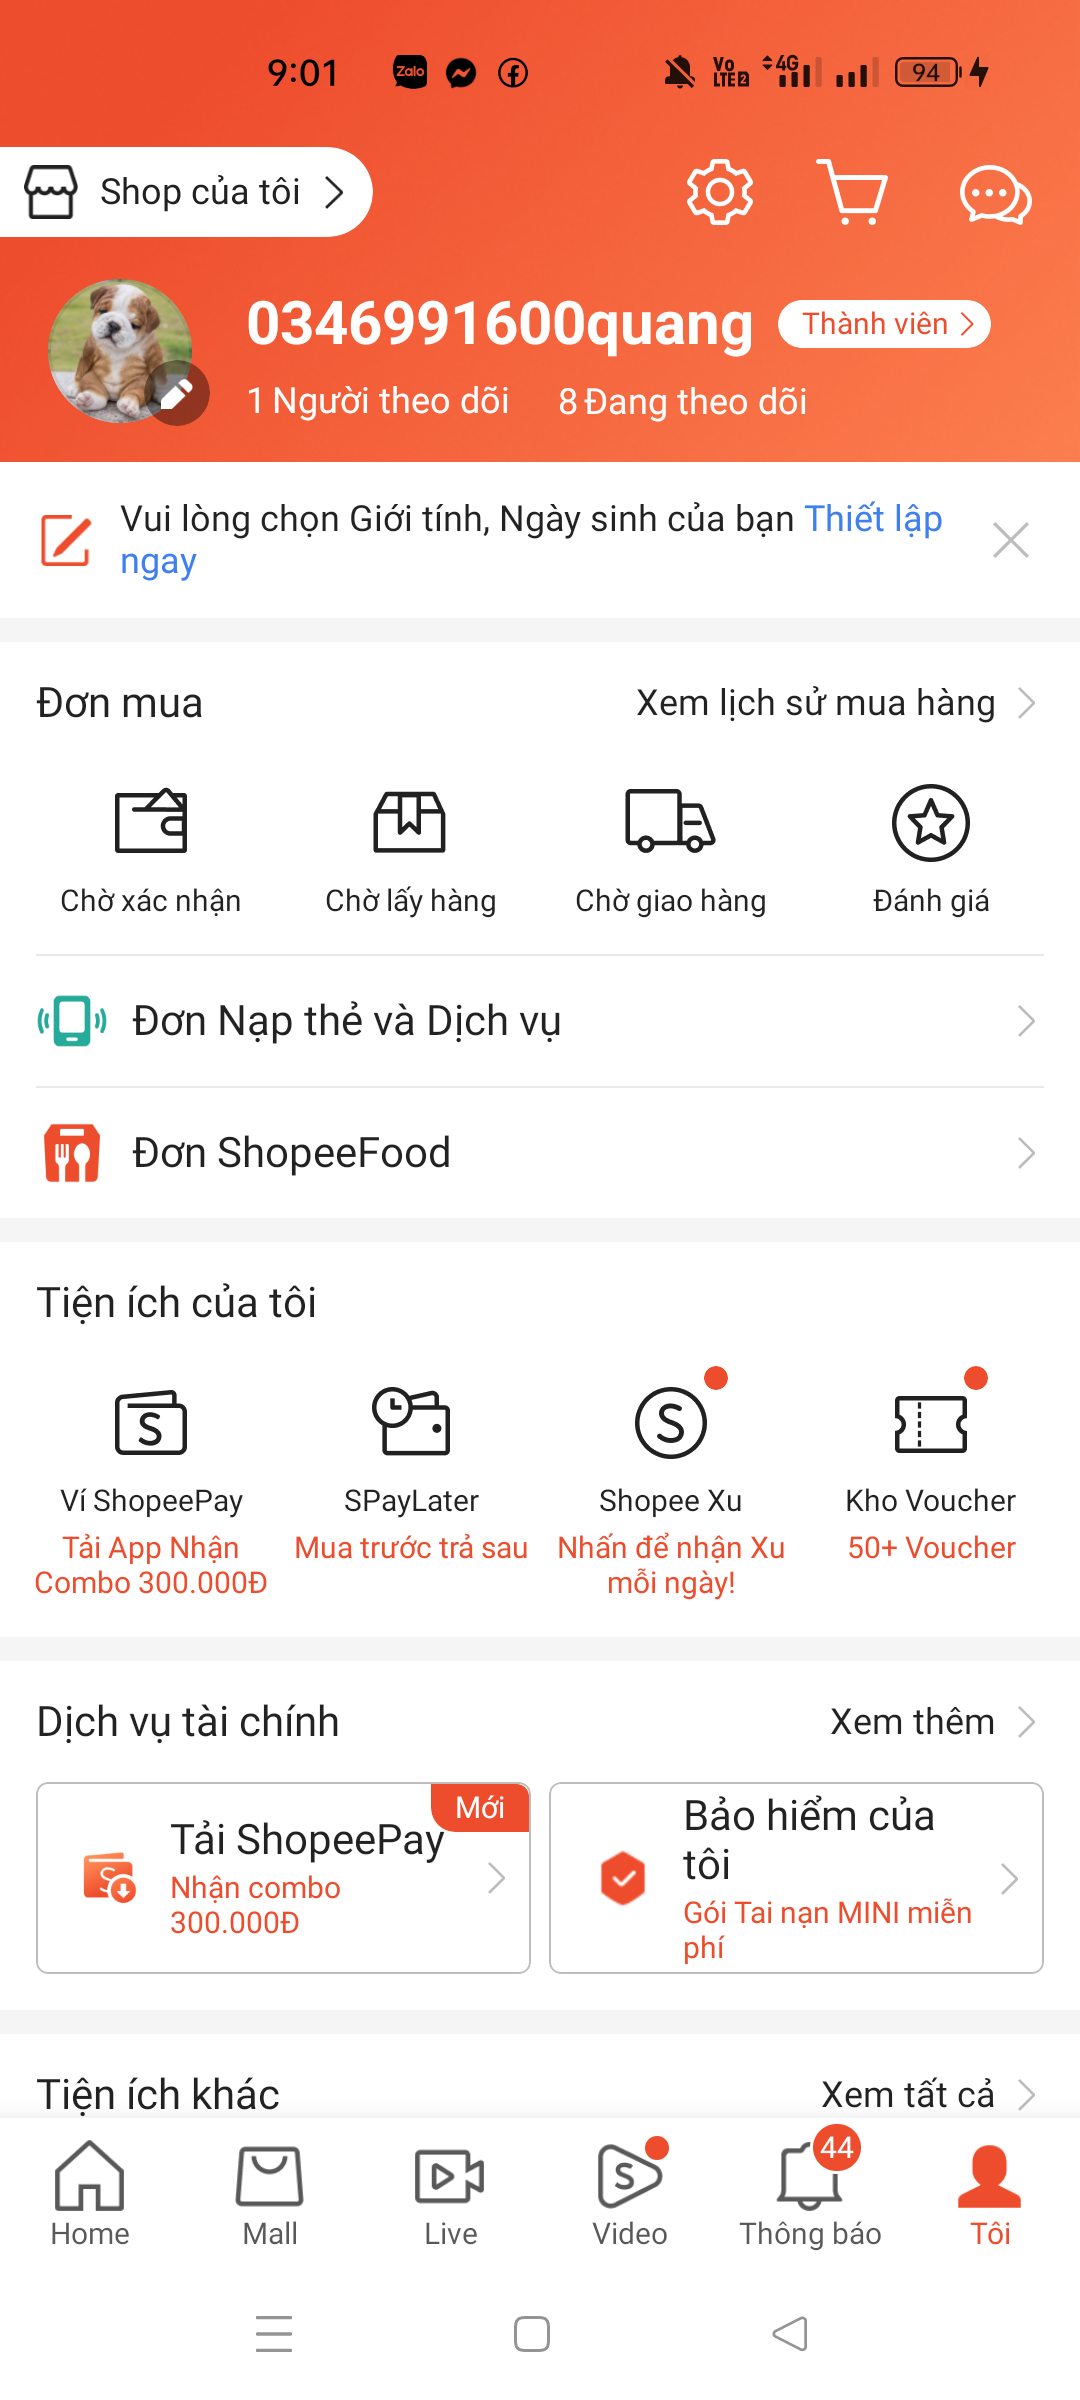 9:01
Zalo
Vo LTE2
4G
94
Shop của tôi
0346991600quang
Thành viên
1 Người theo dõi
8 Đang theo dõi
Vui lòng chọn Giới tính, Ngày sinh của bạn Thiết lập
ngay
Đơn mua
Xem lịch sử mua hàng
Chờ xác nhận
Chờ lấy hàng
Chờ giao hàng
Đánh giá
Đơn Nạp thẻ và Dịch vụ
Đơn ShopeeFood
Tiện ích của tôi
S
S
Ví ShopeePay
SPayLater
Shopee Xu
Kho Voucher
Tải App Nhận
Combo 300.000Đ
Mua trước trả sau
Nhấn để nhận Xu
mỗi ngày!
50+ Voucher
Dịch vụ tài chính
Xem thêm
Mới
S
Tải ShopeePay
Nhận combo
300.000Đ
Bảo hiểm của
tôi
Gói Tai nạn MINI miễn
phí
Tiện ích khác
Xem tất cả
S
44
Home
Mall
Live
Video
Thông báo
Tôi